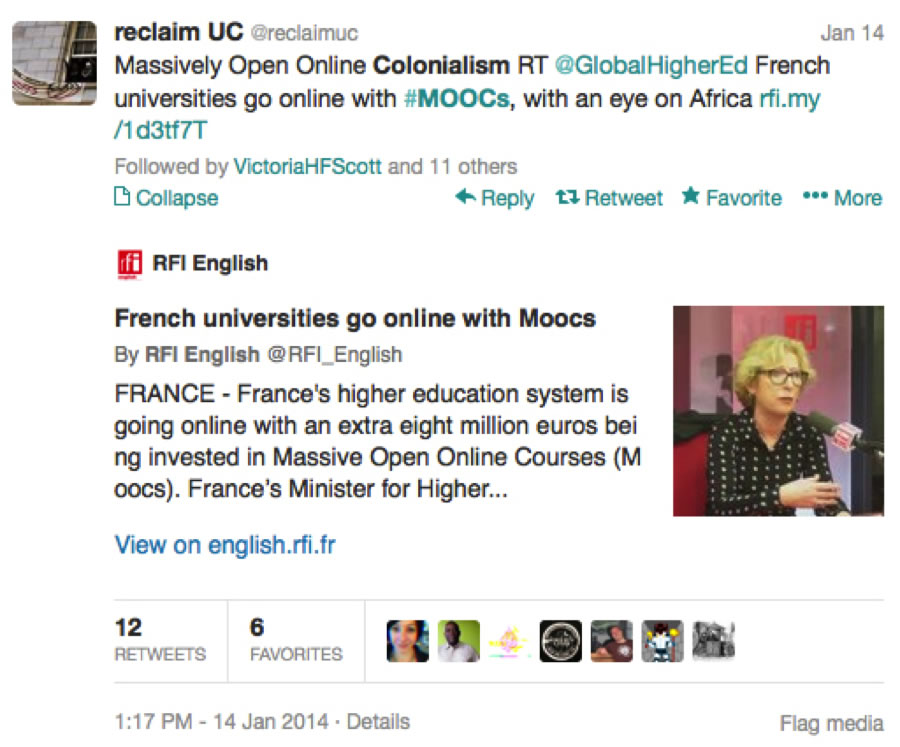 reclaim UC @reclaimuc Jan 14
Massively Open Online Colonialism RT @GlobalHigherEd French
universities go online with #MOOCs, with an eye on Africa rfi.my
/1d3tf7T
Followed by VictoriaHFScott and 11 others
Collapse Reply Retweet Favorite More
rfi RFI English
French universities go online with Moocs
By RFI English @RFI_English
FRANCE - France's higher education system is
going online with an extra eight million euros bei
ng invested in Massive Open Online Courses (M
oocs). France's Minister for Higher...
View on english.rfi.fr
12 6
RETWEETS FAVORITES
1:17 PM - 14 Jan 2014 · Details Flag media